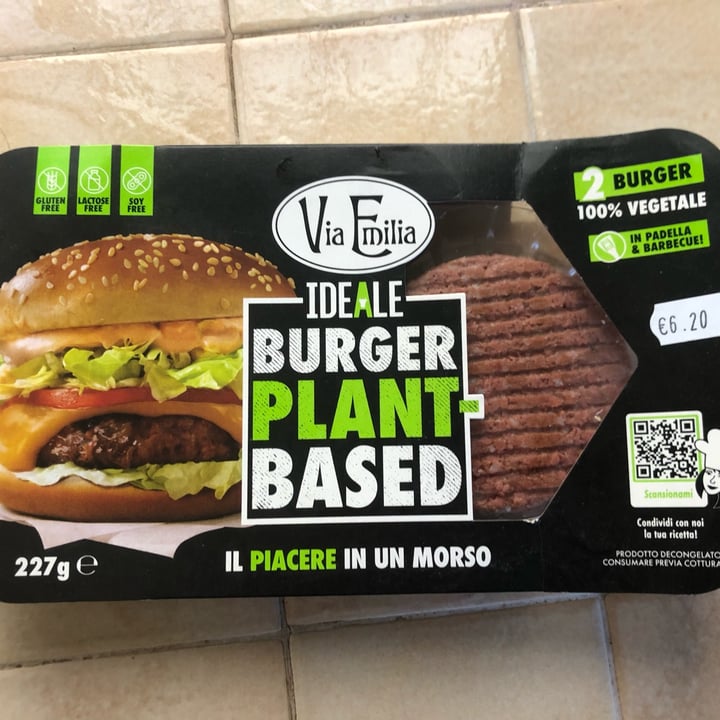 GLUTEN
FREE
LACTOSE
FREE
SOY
FREE
Via Emilia
2 BURGER
100% VEGETALE
IN PADELLA
& BARBECUE!
IDEALE
BURGER
PLANT-
BASED
€6.20
Scansionami
Condividi con noi
la tua ricetta!
227g ℮
IL PIACERE IN UN MORSO
PRODOTTO DECONGELATO
CONSUMARE PREVIA COTTURA